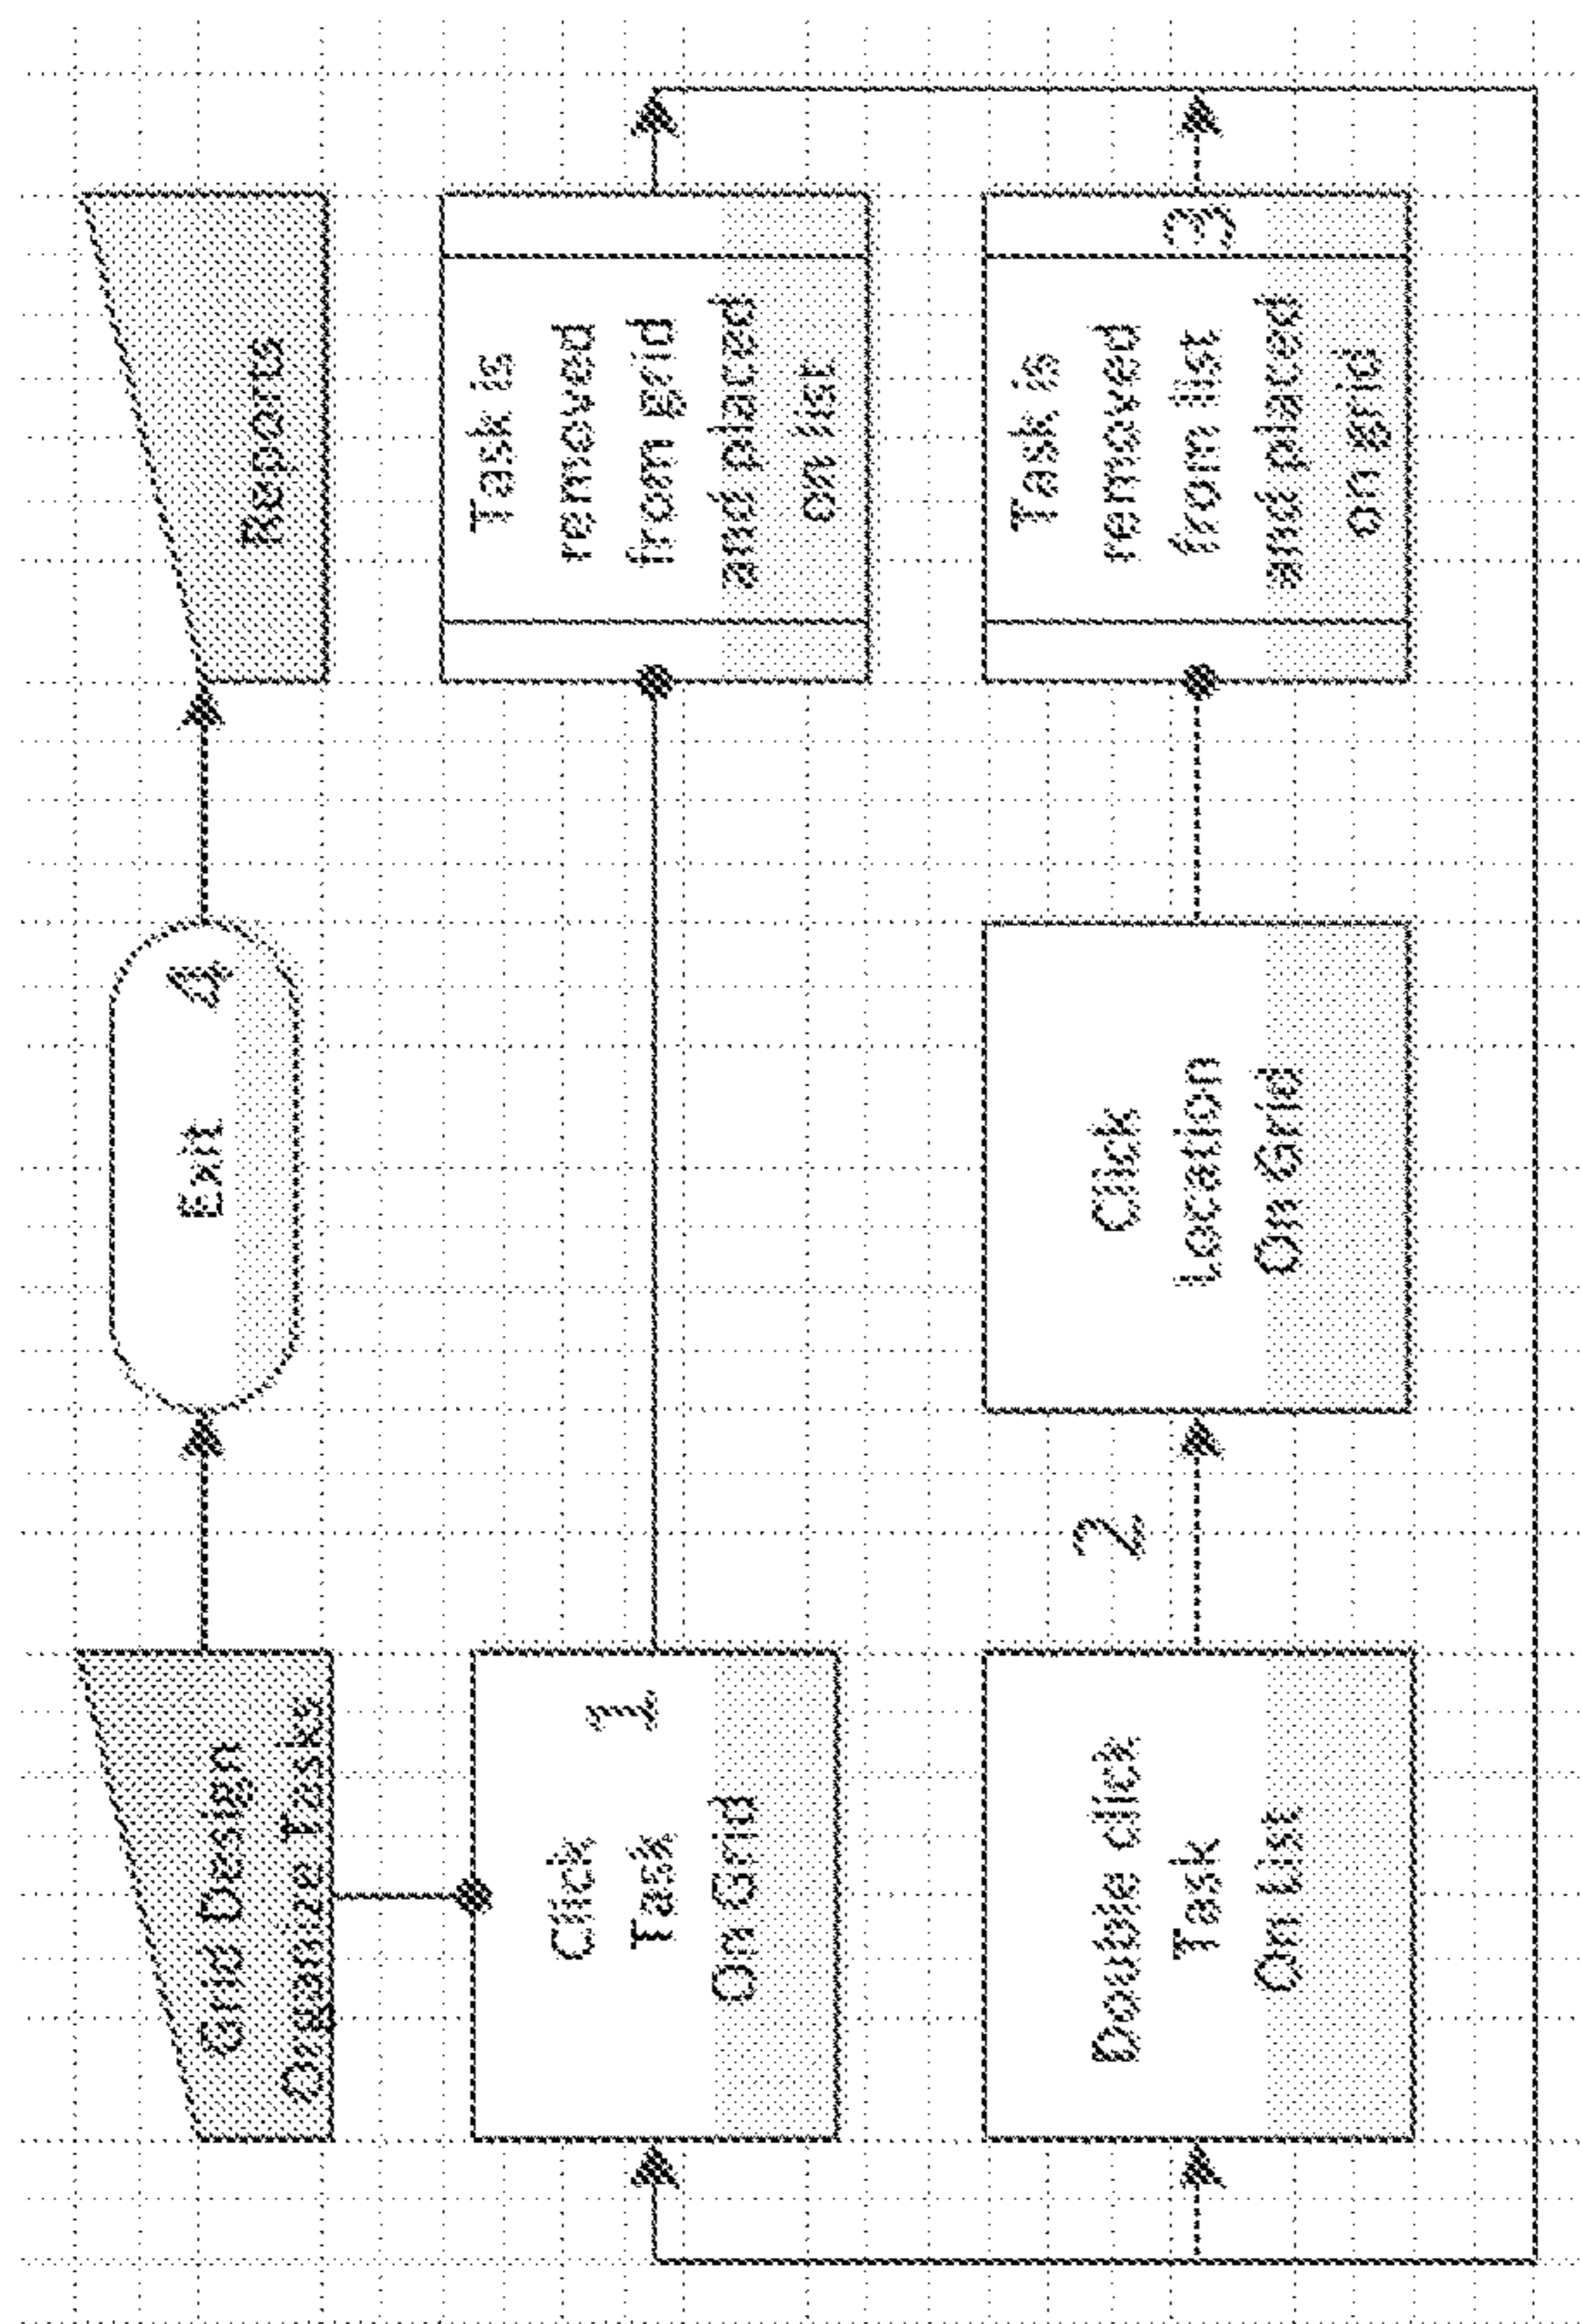 Grid Design
Organize Tasks
Exit
4
Reports
Click
Task
On Grid
1
Task is
removed
from grid
and placed
on list
Double click
Task
On List
2
Click
Location
On Grid
Task is
removed
from list
and placed
on grid
3